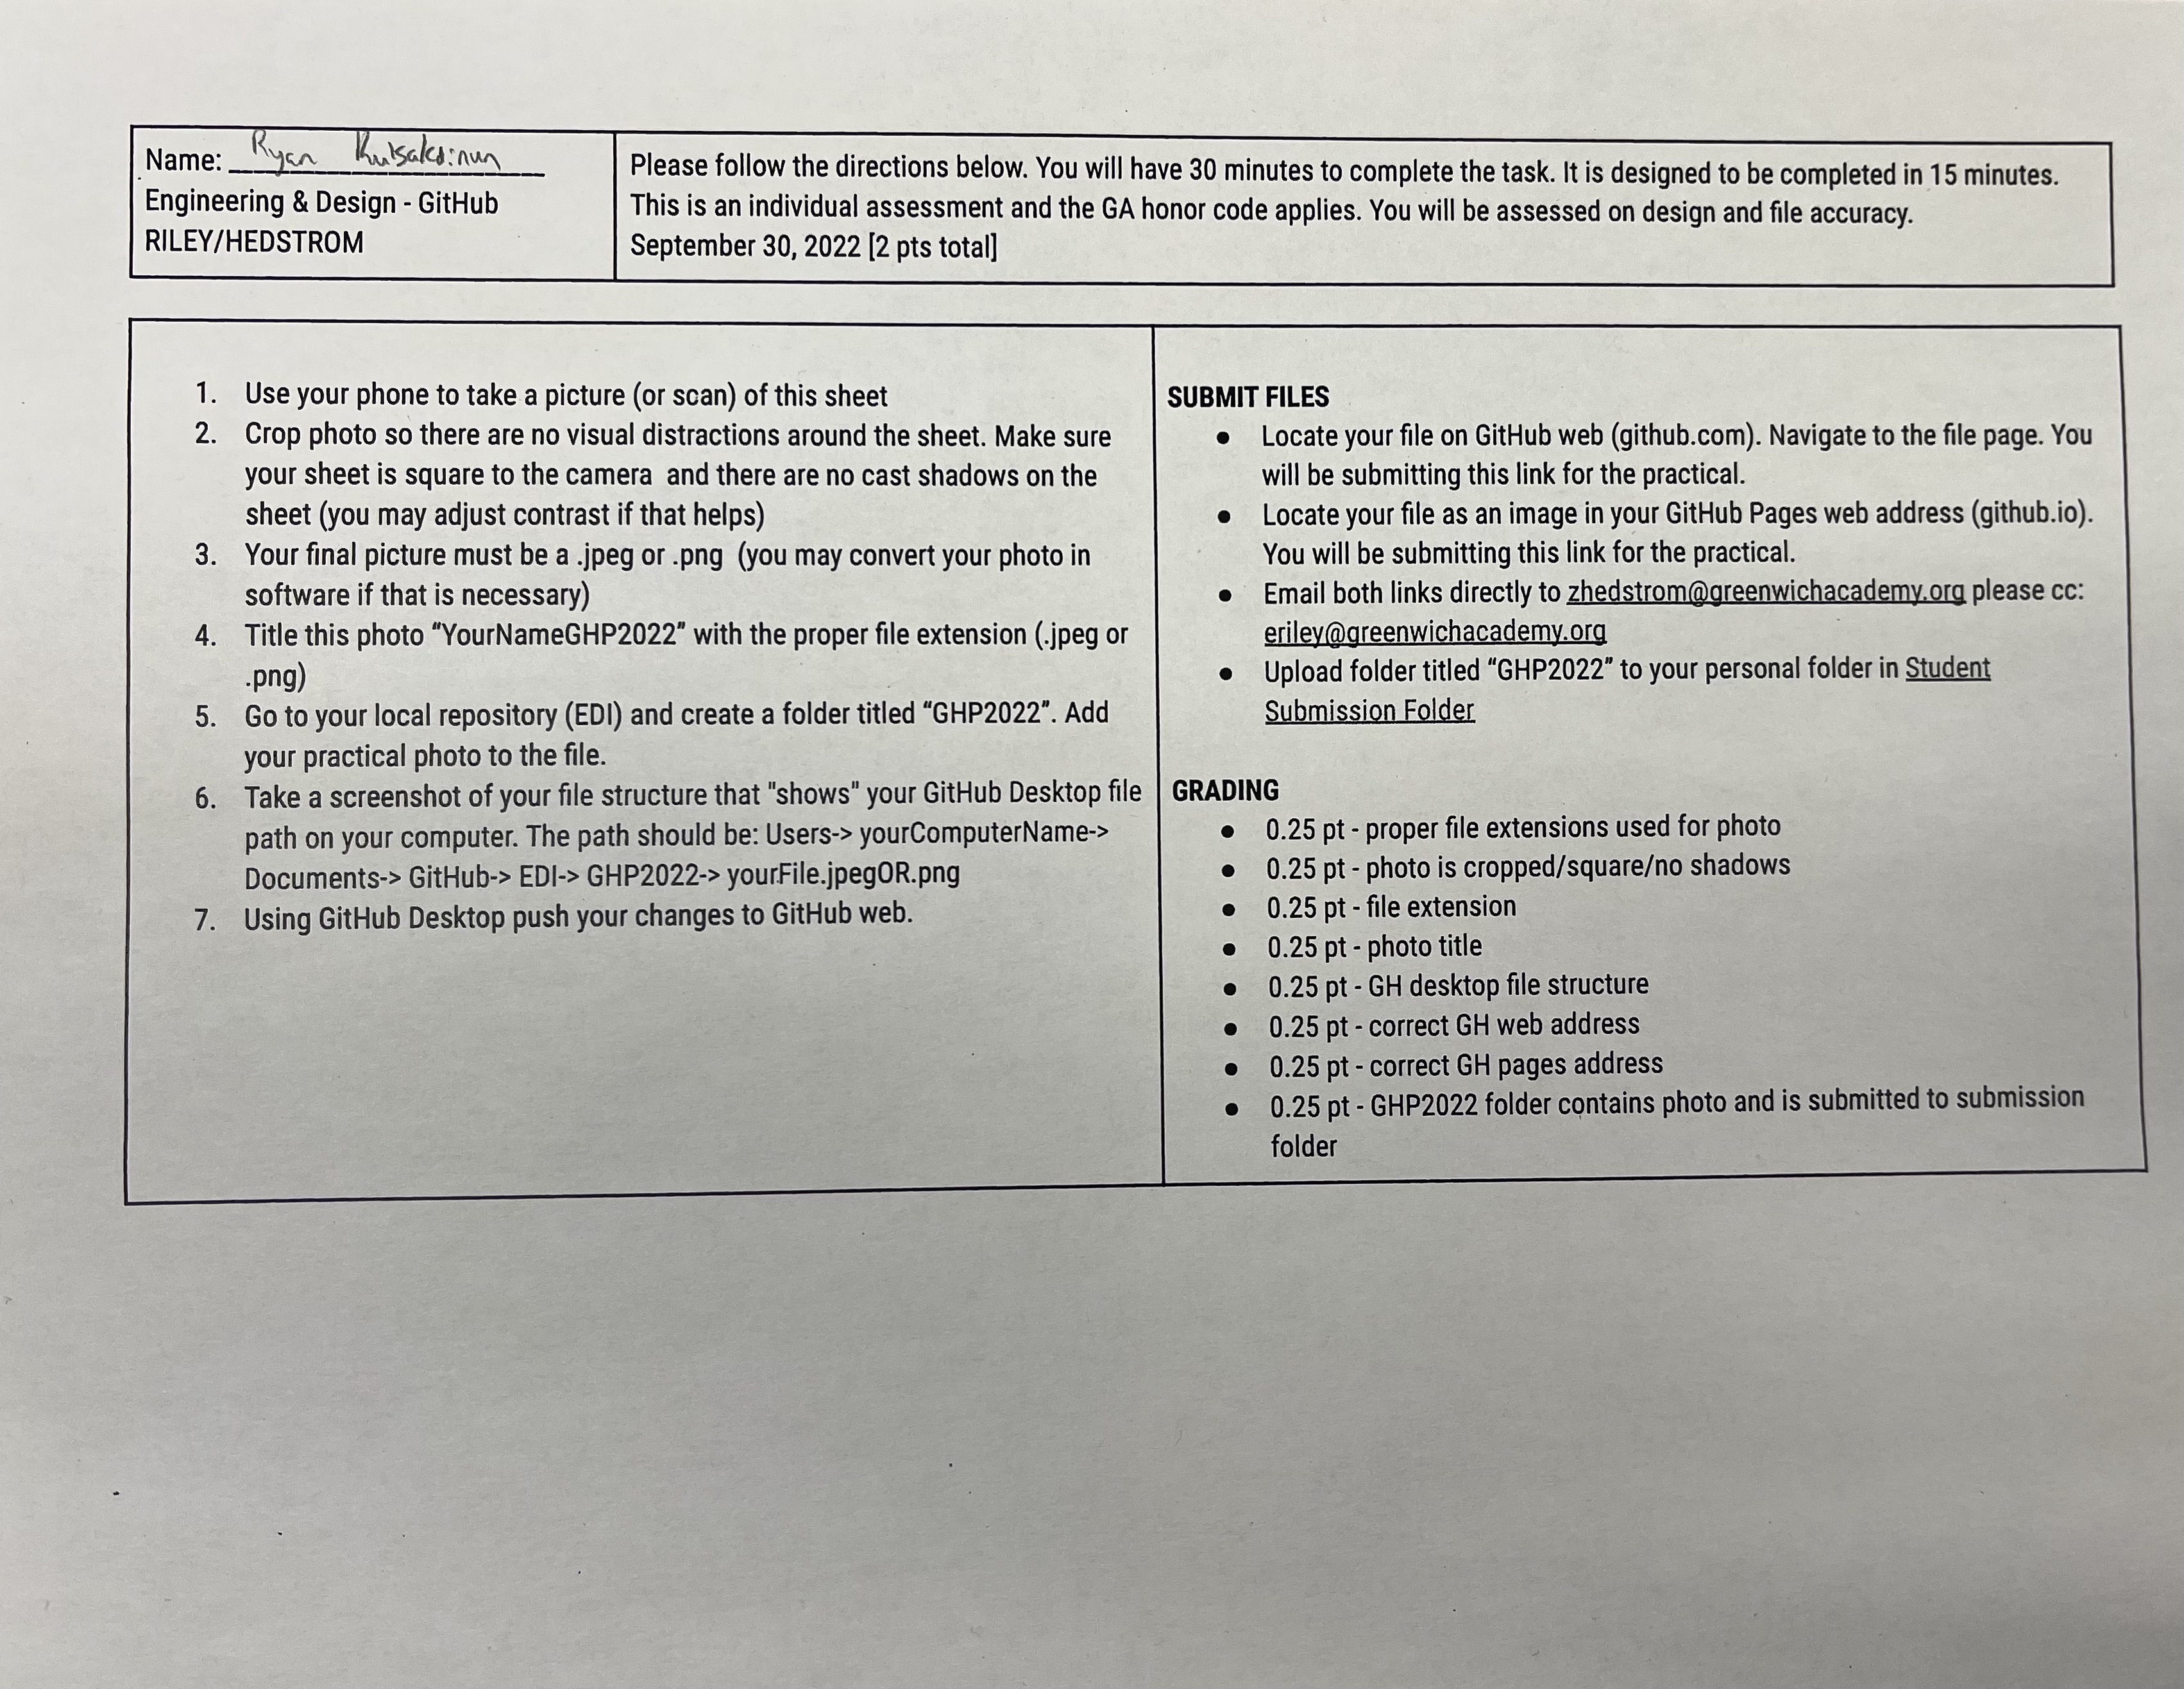 Name: Ryan
Engineering & Design - GitHub
RILEY/HEDSTROM
Please follow the directions below. You will have 30 minutes to complete the task. It is designed to be completed in 15 minutes.
This is an individual assessment and the GA honor code applies. You will be assessed on design and file accuracy.
September 30, 2022 [2 pts total]
1. Use your phone to take a picture (or scan) of this sheet
2. Crop photo so there are no visual distractions around the sheet. Make sure
your sheet is square to the camera and there are no cast shadows on the
sheet (you may adjust contrast if that helps)
3. Your final picture must be a .jpeg or .png (you may convert your photo in
software if that is necessary)
4. Title this photo “YourNameGHP2022” with the proper file extension (.jpeg or
.png)
5. Go to your local repository (EDI) and create a folder titled “GHP2022”. Add
your practical photo to the file.
6. Take a screenshot of your file structure that "shows" your GitHub Desktop file
path on your computer. The path should be: Users-> yourComputerName->
Documents-> GitHub-> EDI-> GHP2022-> yourFile.jpegOR.png
7. Using GitHub Desktop push your changes to GitHub web.
SUBMIT FILES
● Locate your file on GitHub web (github.com). Navigate to the file page. You
will be submitting this link for the practical.
● Locate your file as an image in your GitHub Pages web address (github.io).
You will be submitting this link for the practical.
● Email both links directly to zhedstrom@greenwichacademy.org please cc:
eriley@greenwichacademy.org
● Upload folder titled “GHP2022” to your personal folder in Student
Submission Folder
GRADING
● 0.25 pt - proper file extensions used for photo
● 0.25 pt - photo is cropped/square/no shadows
● 0.25 pt - file extension
● 0.25 pt - photo title
● 0.25 pt - GH desktop file structure
● 0.25 pt - correct GH web address
● 0.25 pt - correct GH pages address
● 0.25 pt - GHP2022 folder contains photo and is submitted to submission
folder